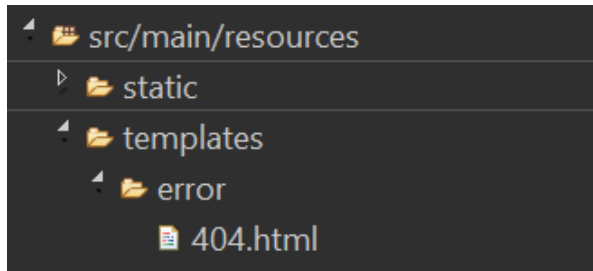 src/main/resources
static
templates
error
404.html